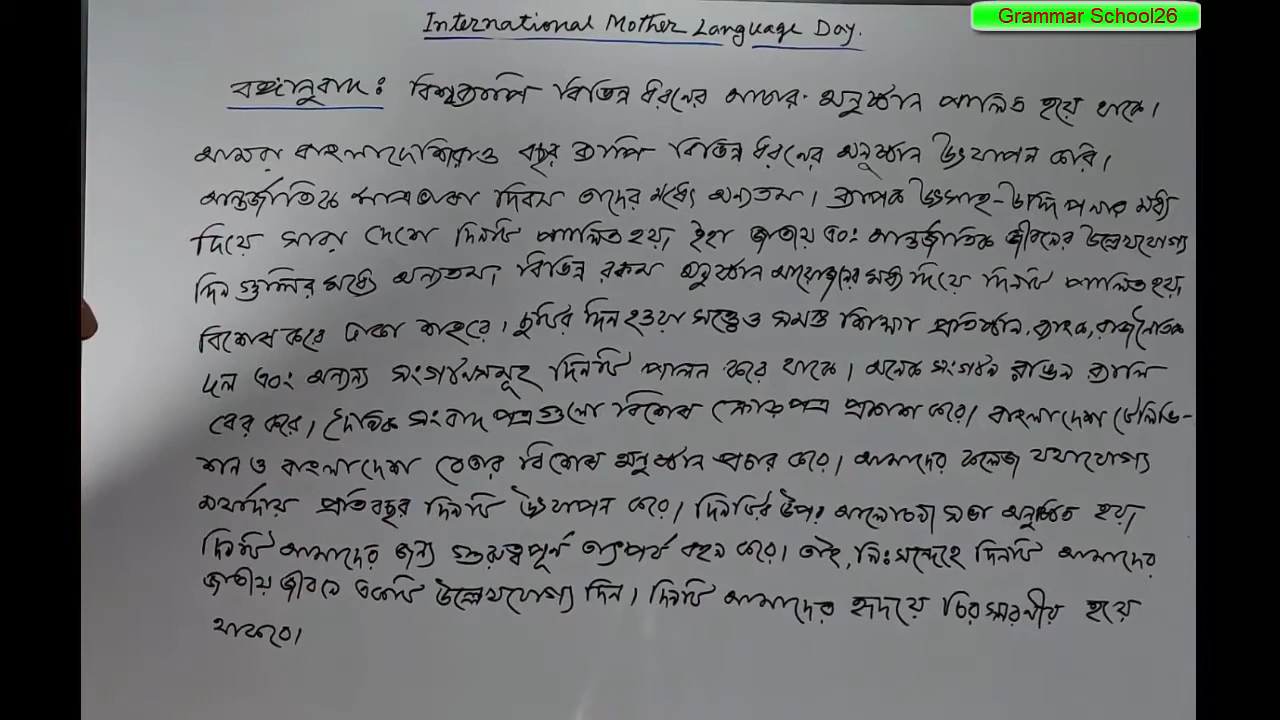 Grammar School26
International Mother Language Day.
বঙ্গানুবাদ: বিশ্বব্যাপি বিভিন্ন ধরনের আচার-অনুষ্ঠান পালিত হয়ে থাকে।
আমরা বাংলাদেশিরাও বছর ব্যাপি বিভিন্ন ধরনের অনুষ্ঠান উৎযাপন করি।
আন্তর্জাতিক মাতৃভাষা দিবস তাদের মধ্যে অন্যতম। ব্যাপক উৎসাহ-উদ্দিপনার মধ্য
দিয়ে সারা দেশে দিনটি পালিত হয়, ইহা জাতীয় এবং আন্তর্জাতিক জীবনের উল্লেখযোগ্য
দিনগুলির মধ্যে অন্যতম। বিভিন্ন রকম অনুষ্ঠান আয়োজনের মধ্য দিয়ে দিনটি পালিত হয়,
বিশেষ করে ঢাকা শহরে। ছুটির দিন হওয়া সত্ত্বেও সমস্ত শিক্ষা প্রতিষ্ঠান, ব্যাংক, রাজনৈতিক
দল এবং অন্যান্য সংগঠনসমূহ দিনটি পালন করে থাকে। অনেক সংগঠন রঙিন র‍্যালি
বের করে। দৈনিক সংবাদ পত্রগুলো বিশেষ ক্রোড়পত্র প্রকাশ করে। বাংলাদেশ টেলিভি-
শন ও বাংলাদেশ বেতার বিশেষ অনুষ্ঠান প্রচার করে। আমাদের কলেজ যথাযোগ্য
মর্যাদায় প্রতিবছর দিনটি উৎযাপন করে। দিনটির উপর আলোচনা সভা অনুষ্ঠিত হয়,
দিনটি আমাদের জন্য গুরুত্বপূর্ণ তাৎপর্য বহন করে। তাই, নিঃসন্দেহে দিনটি আমাদের
জাতীয় জীবনে একটি উল্লেখযোগ্য দিন। দিনটি আমাদের হৃদয়ে চিরস্মরণীয় হয়ে
থাকবে।